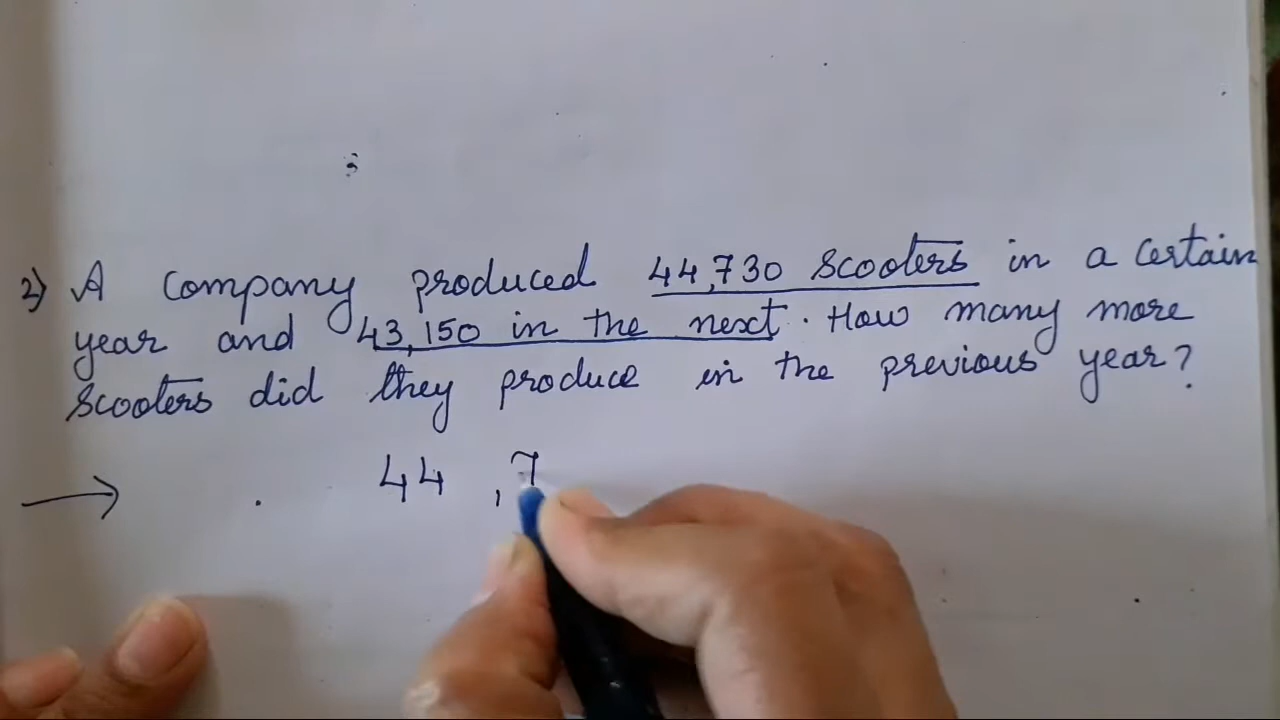 2) A company produced 44,730 scooters in a certain
year and 43,150 in the next. How many more
scooters did they produce in the previous year?
→ 44,7